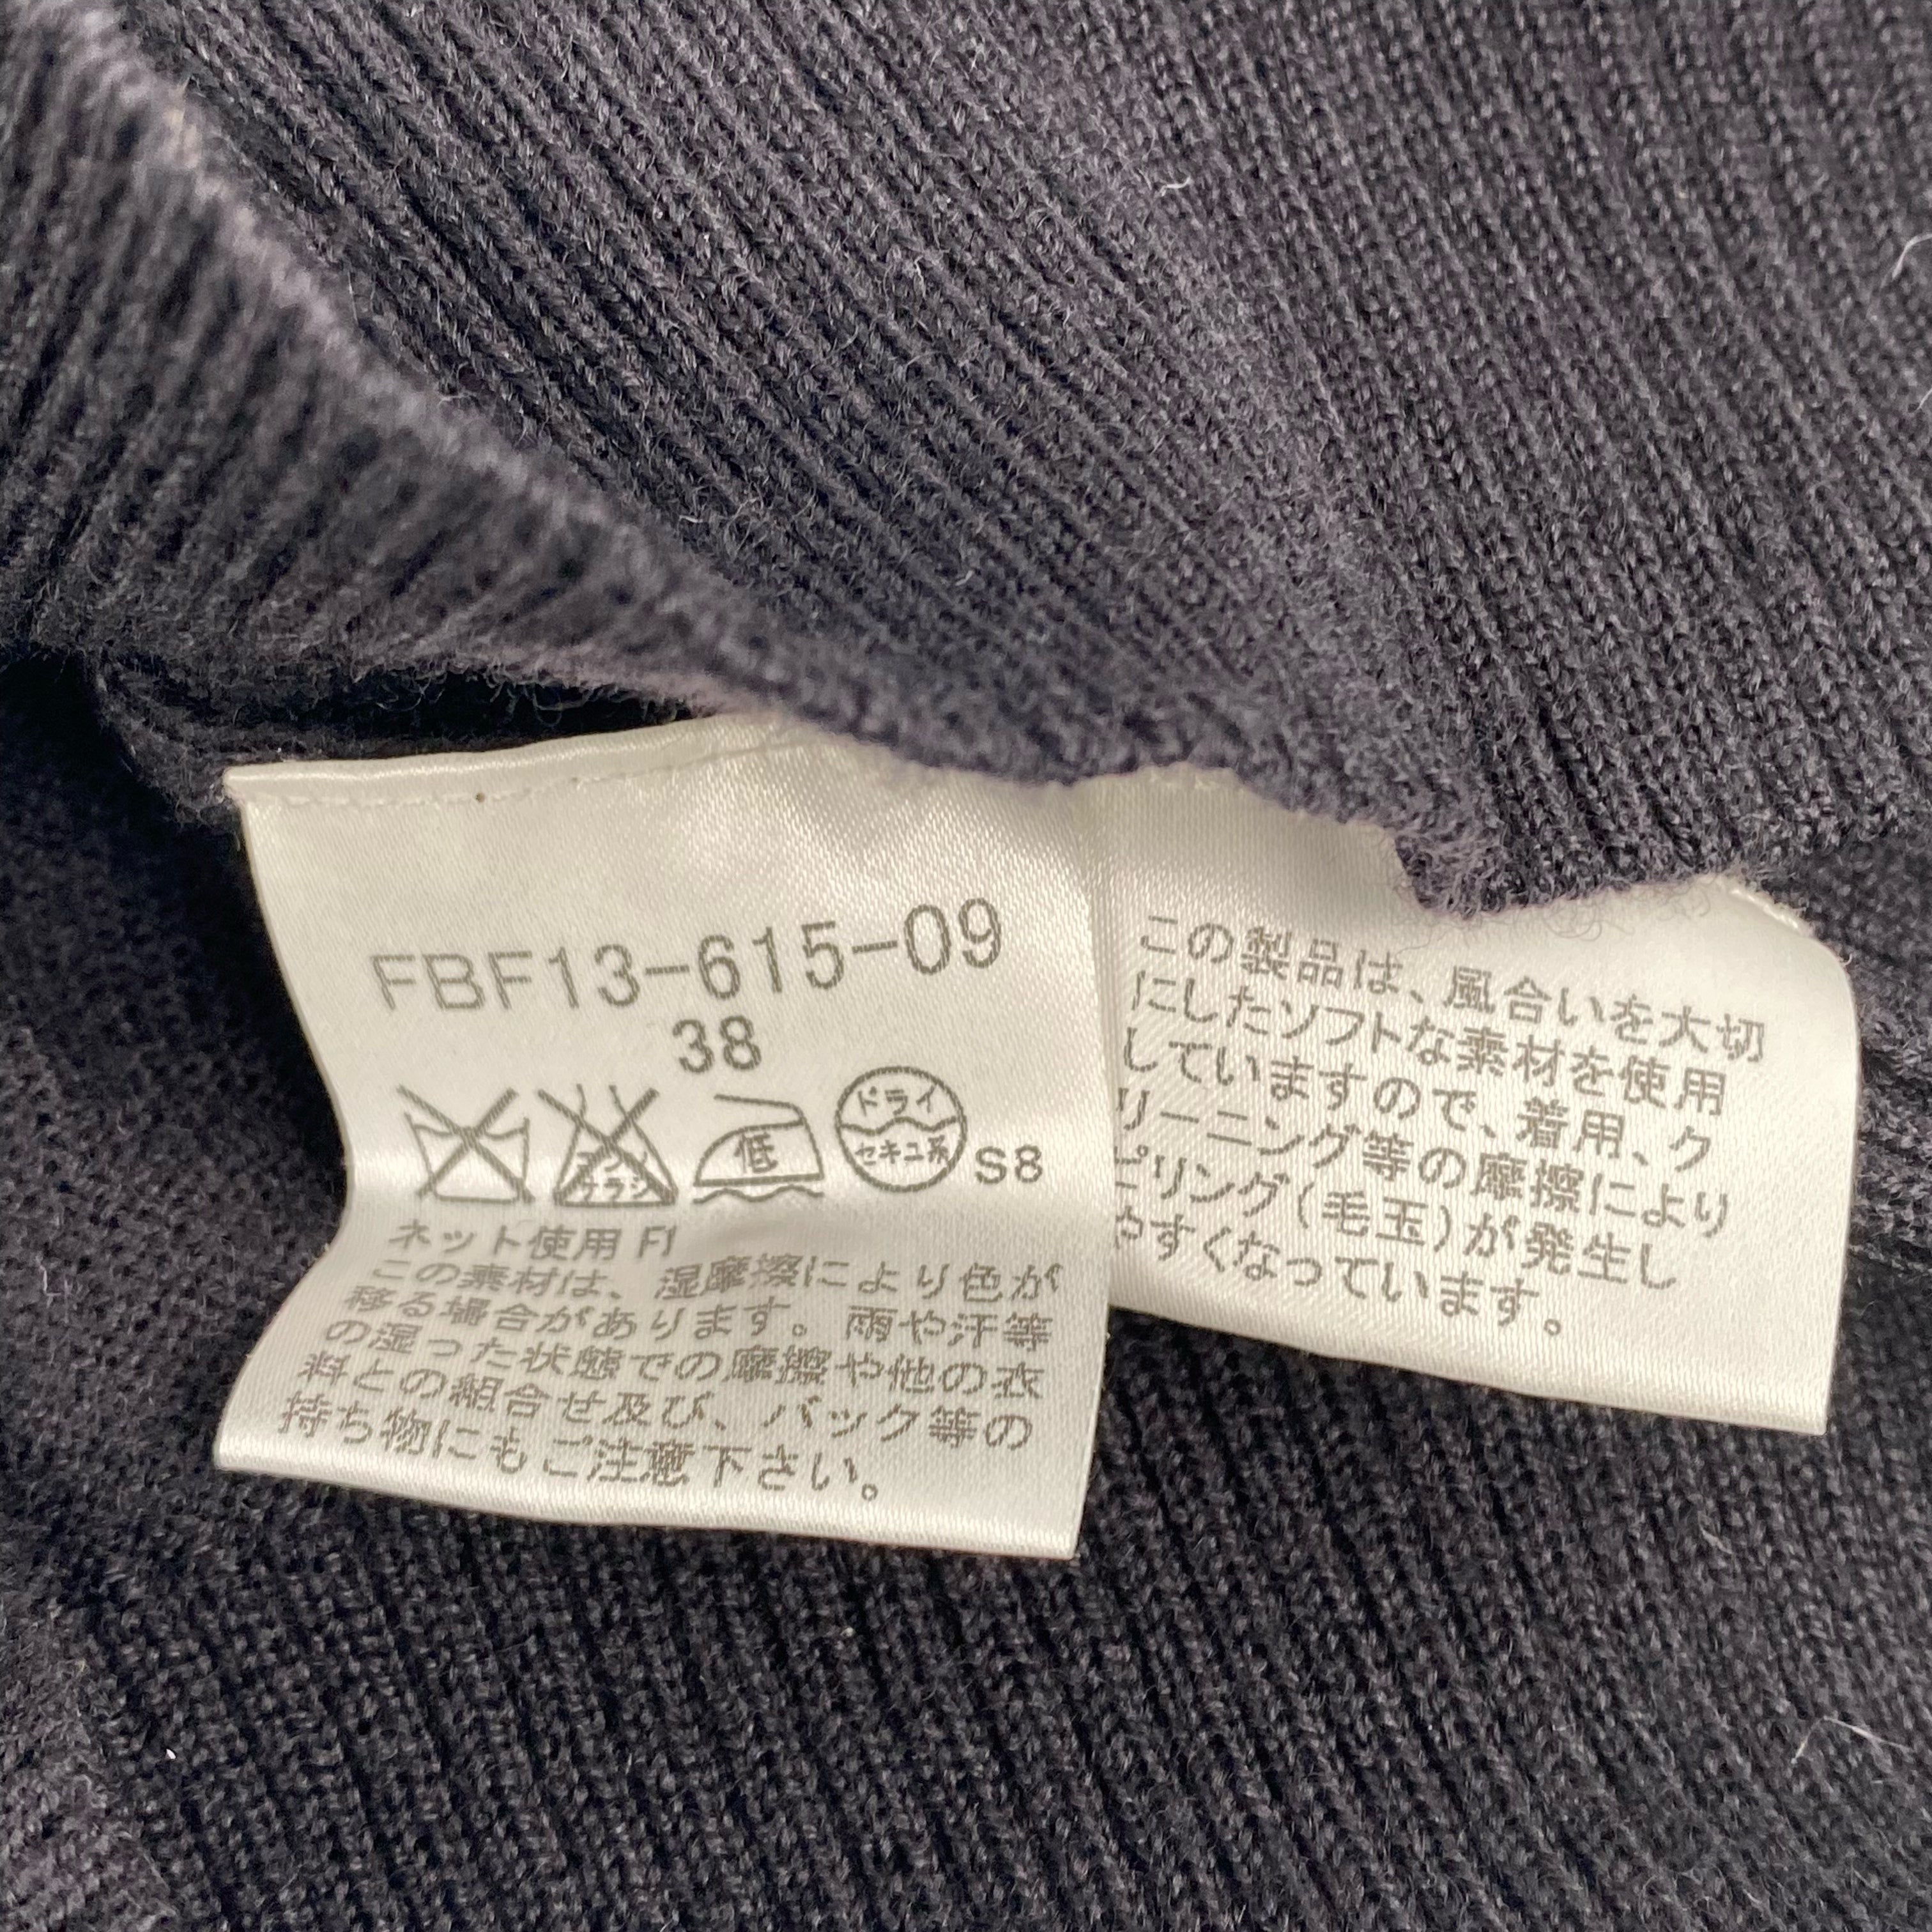 FBF13-615-09
38
エンソ
サラシ
低
ドライ
セキユ系
S8
ネット使用 F1
この素材は、湿摩擦により色が
移る場合があります。雨や汗等
の湿った状態での摩擦や他の衣
料との組合せ及び、バック等の
持ち物にもご注意下さい。
この製品は、風合いを大切
にしたソフトな素材を使用
していますので、着用、ク
リーニング等の摩擦により
ピリング(毛玉)が発生し
やすくなっています。